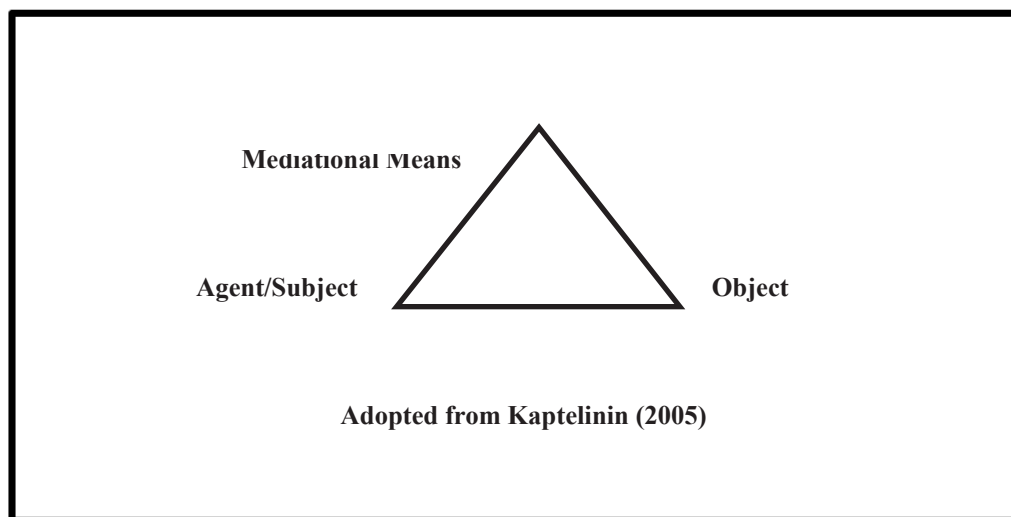 Mediational Means
Agent/Subject
Object
Adopted from Kaptelinin (2005)